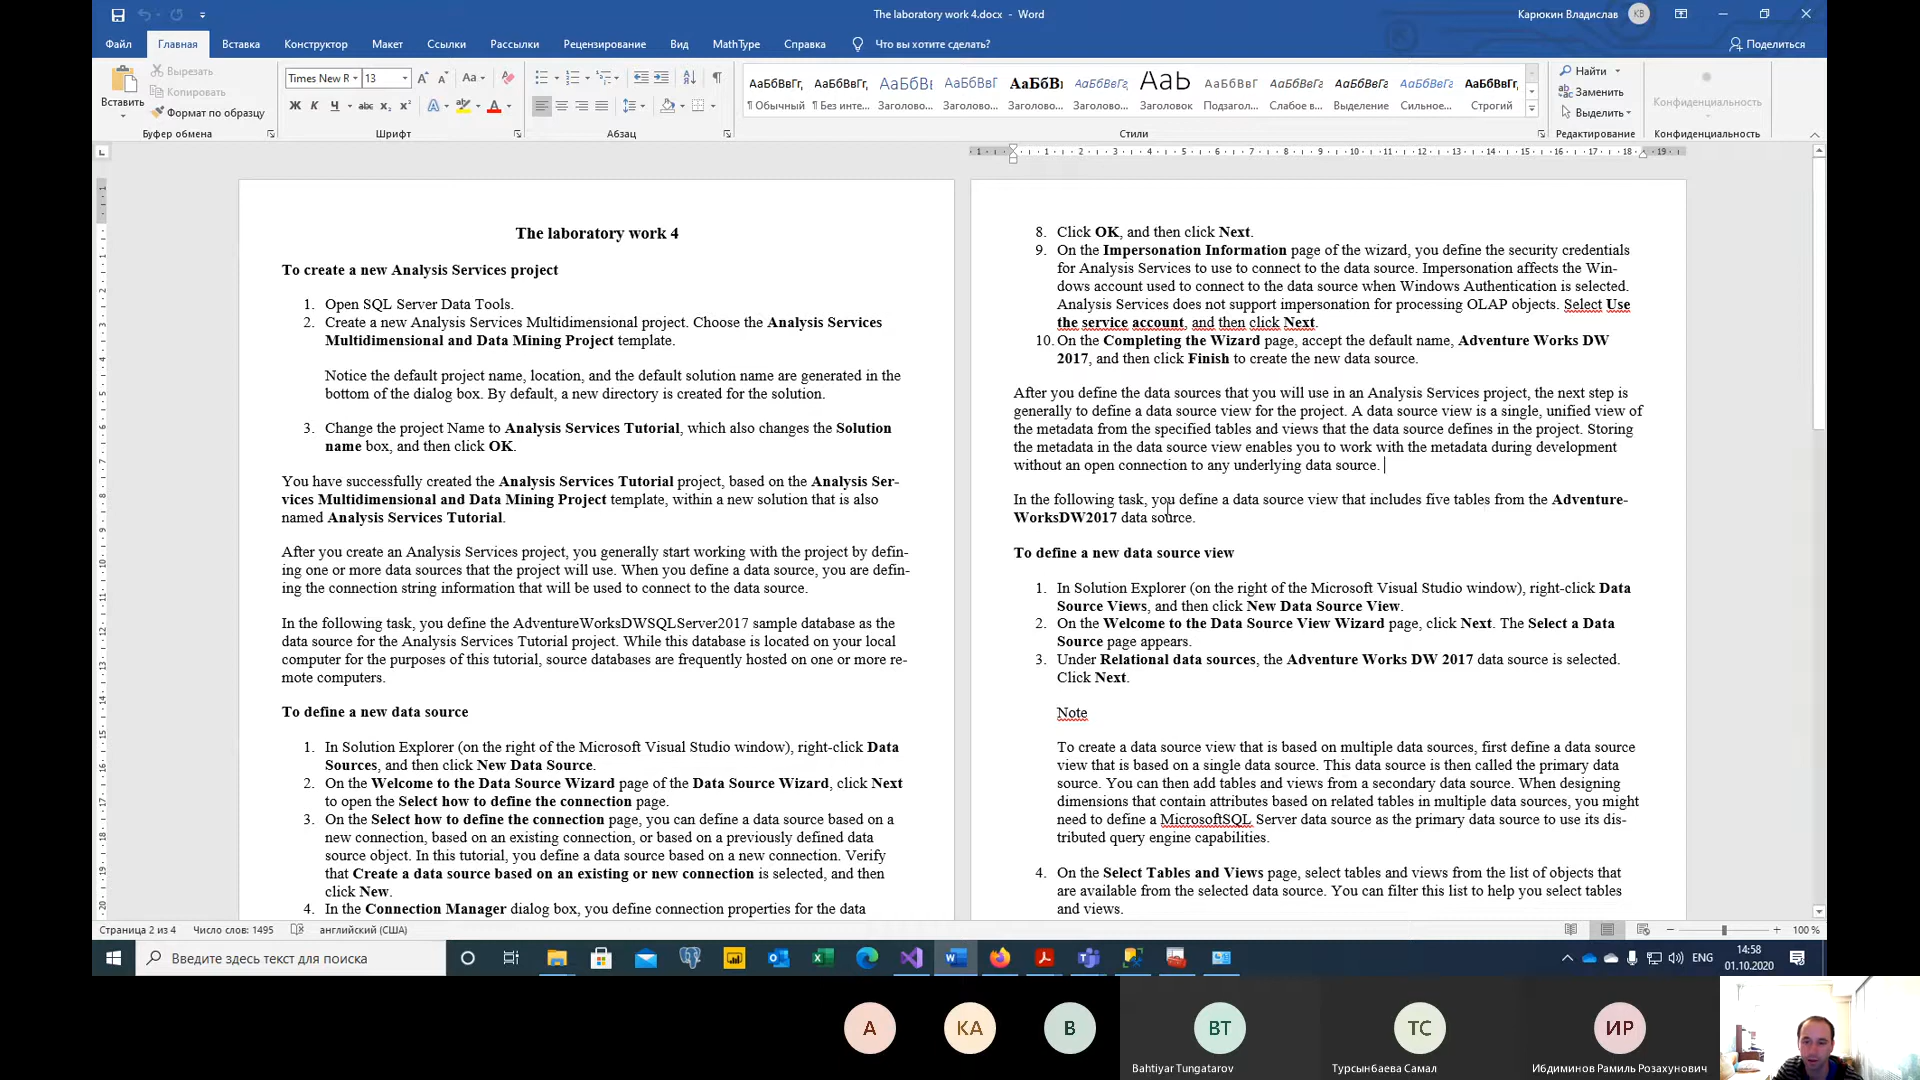 The laboratory work 4.docx - Word
Карюкин Владислав
КВ
Файл
Главная
Вставка
Конструктор
Макет
Ссылки
Рассылки
Рецензирование
Вид
MathType
Справка
Что вы хотите сделать?
Поделиться
Вставить
Вырезать
Копировать
Формат по образцу
Буфер обмена
Times New R
13
Шрифт
Абзац
АаБбВвГг,
¶ Обычный
АаБбВвГг,
¶ Без инте...
Заголово...
Заголово...
Заголово...
Заголово...
Заголовок
Подзагол...
Слабое в...
Выделение
Сильное...
Строгий
Стили
Найти
Заменить
Выделить
Редактирование
Конфиденциальность
Конфиденциальность
The laboratory work 4
To create a new Analysis Services project
1. Open SQL Server Data Tools.
2. Create a new Analysis Services Multidimensional project. Choose the Analysis Services
Multidimensional and Data Mining Project template.
Notice the default project name, location, and the default solution name are generated in the
bottom of the dialog box. By default, a new directory is created for the solution.
3. Change the project Name to Analysis Services Tutorial, which also changes the Solution
name box, and then click OK.
You have successfully created the Analysis Services Tutorial project, based on the Analysis Ser-
vices Multidimensional and Data Mining Project template, within a new solution that is also
named Analysis Services Tutorial.
After you create an Analysis Services project, you generally start working with the project by defin-
ing one or more data sources that the project will use. When you define a data source, you are defin-
ing the connection string information that will be used to connect to the data source.
In the following task, you define the AdventureWorksDWSQLServer2017 sample database as the
data source for the Analysis Services Tutorial project. While this database is located on your local
computer for the purposes of this tutorial, source databases are frequently hosted on one or more re-
mote computers.
To define a new data source
1. In Solution Explorer (on the right of the Microsoft Visual Studio window), right-click Data
Sources, and then click New Data Source.
2. On the Welcome to the Data Source Wizard page of the Data Source Wizard, click Next
to open the Select how to define the connection page.
3. On the Select how to define the connection page, you can define a data source based on a
new connection, based on an existing connection, or based on a previously defined data
source object. In this tutorial, you define a data source based on a new connection. Verify
that Create a data source based on an existing or new connection is selected, and then
click New.
4. In the Connection Manager dialog box, you define connection properties for the data
8. Click OK, and then click Next.
9. On the Impersonation Information page of the wizard, you define the security credentials
for Analysis Services to use to connect to the data source. Impersonation affects the Win-
dows account used to connect to the data source when Windows Authentication is selected.
Analysis Services does not support impersonation for processing OLAP objects. Select Use
the service account, and then click Next.
10. On the Completing the Wizard page, accept the default name, Adventure Works DW
2017, and then click Finish to create the new data source.
After you define the data sources that you will use in an Analysis Services project, the next step is
generally to define a data source view for the project. A data source view is a single, unified view of
the metadata from the specified tables and views that the data source defines in the project. Storing
the metadata in the data source view enables you to work with the metadata during development
without an open connection to any underlying data source.
In the following task, you define a data source view that includes five tables from the Adventure-
WorksDW2017 data source.
To define a new data source view
1. In Solution Explorer (on the right of the Microsoft Visual Studio window), right-click Data
Source Views, and then click New Data Source View.
2. On the Welcome to the Data Source View Wizard page, click Next. The Select a Data
Source page appears.
3. Under Relational data sources, the Adventure Works DW 2017 data source is selected.
Click Next.
Note
To create a data source view that is based on multiple data sources, first define a data source
view that is based on a single data source. This data source is then called the primary data
source. You can then add tables and views from a secondary data source. When designing
dimensions that contain attributes based on related tables in multiple data sources, you might
need to define a MicrosoftSQL Server data source as the primary data source to use its dis-
tributed query engine capabilities.
4. On the Select Tables and Views page, select tables and views from the list of objects that
are available from the selected data source. You can filter this list to help you select tables
and views.
Страница 2 из 4
Число слов: 1495
английский (США)
100 %
Введите здесь текст для поиска
ENG
14:58
01.10.2020
А
КА
В
ВТ
Bahtiyar Tungatarov
ТС
Турсынбаева Самал
ИР
Ибдиминов Рамиль Розахунович